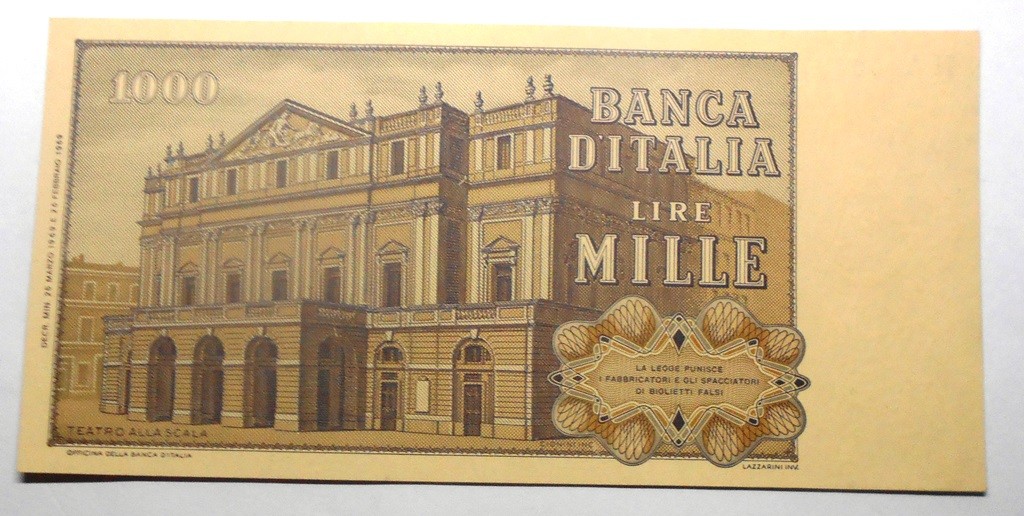 1000
BANCA
D'ITALIA
LIRE
MILLE
LA LEGGE PUNISCE
I FABBRICATORI E GLI SPACCIATORI
DI BIGLIETTI FALSI
DECR. MIN. 25 MARZO 1969 E 26 FEBBRAIO 1969
TEATRO ALLA SCALA
OFFICINA DELLA BANCA D'ITALIA
LAZZARINI INV.